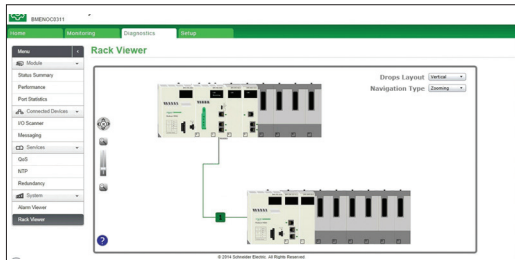 BMENOC0311
Home Monitoring Diagnostics Setup
Menu
Rack Viewer
Module
Status Summary
Performance
Port Statistics
Connected Devices
I/O Scanner
Messaging
Services
QoS
NTP
Redundancy
System
Alarm Viewer
Rack Viewer
Drops Layout Vertical
Navigation Type Zooming
1
?
© 2014 Schneider Electric. All Rights Reserved.